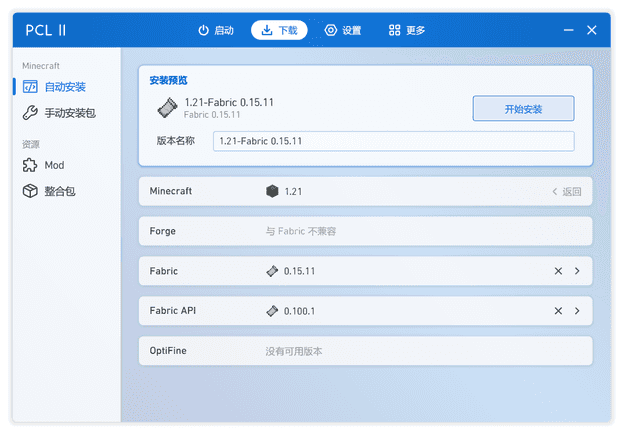 PCL II
启动
下载
设置
更多
Minecraft
自动安装
手动安装包
资源
Mod
整合包
安装预览
1.21-Fabric 0.15.11
Fabric 0.15.11
开始安装
版本名称
1.21-Fabric 0.15.11
Minecraft
1.21
返回
Forge
与 Fabric 不兼容
Fabric
0.15.11
Fabric API
0.100.1
OptiFine
没有可用版本